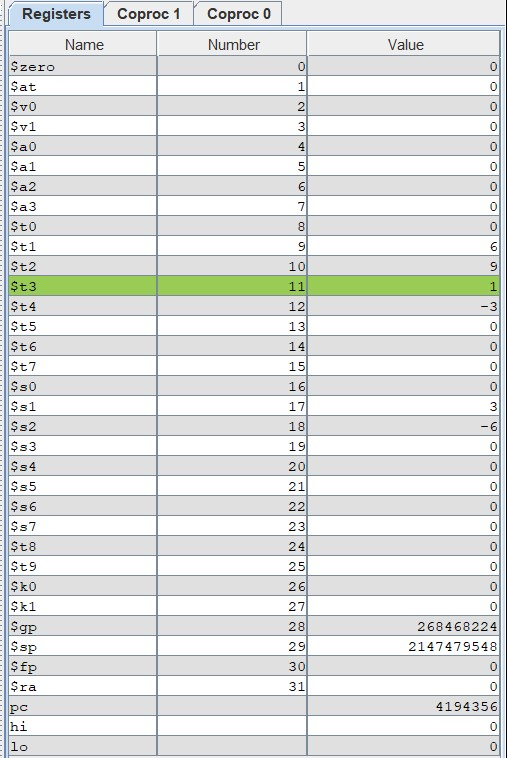 Registers Coproc 1 Coproc 0
Name Number Value
$zero 0 0
$at 1 0
$v0 2 0
$v1 3 0
$a0 4 0
$a1 5 0
$a2 6 0
$a3 7 0
$t0 8 0
$t1 9 6
$t2 10 9
$t3 11 1
$t4 12 -3
$t5 13 0
$t6 14 0
$t7 15 0
$s0 16 0
$s1 17 3
$s2 18 -6
$s3 19 0
$s4 20 0
$s5 21 0
$s6 22 0
$s7 23 0
$t8 24 0
$t9 25 0
$k0 26 0
$k1 27 0
$gp 28 268468224
$sp 29 2147479548
$fp 30 0
$ra 31 0
pc 4194356
hi 0
lo 0